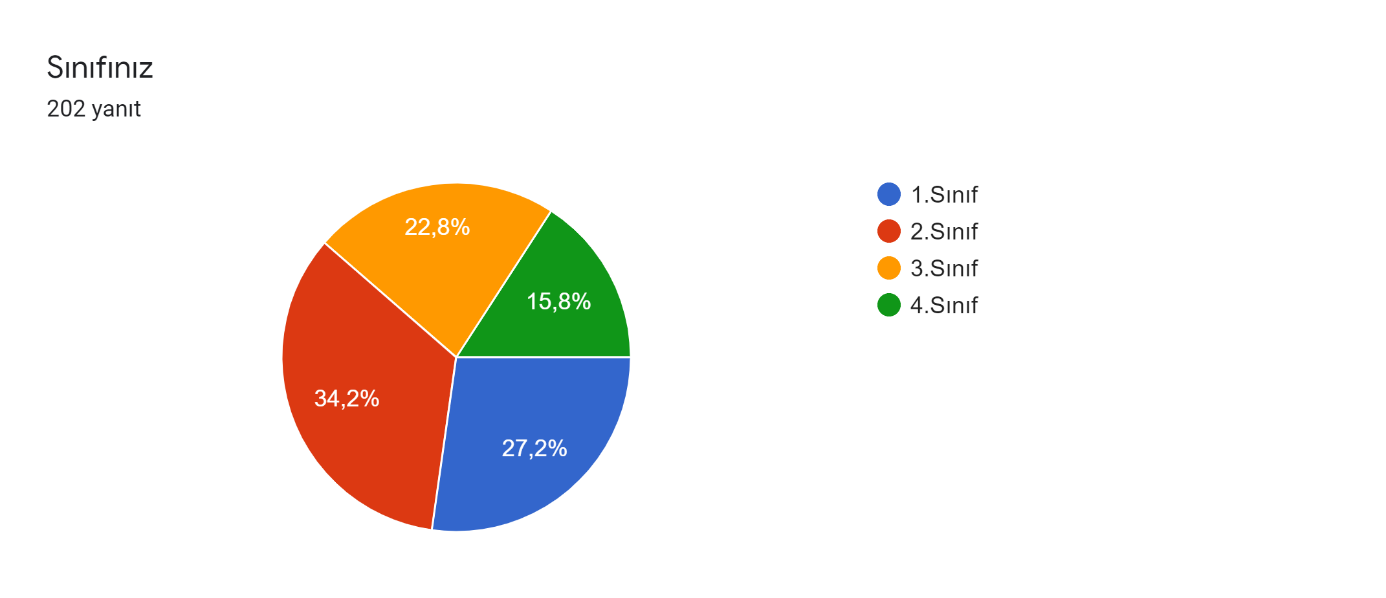 Sınıfınız
202 yanıt
22,8%
15,8%
34,2%
27,2%
1.Sınıf
2.Sınıf
3.Sınıf
4.Sınıf